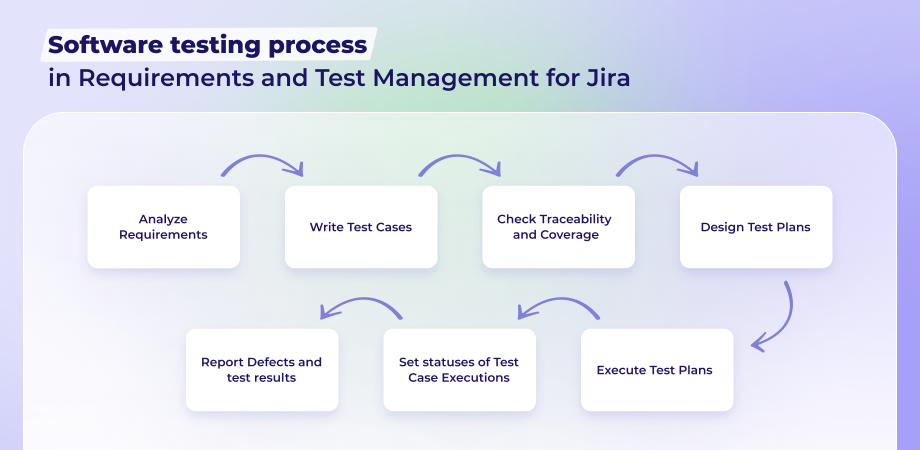 Software testing process
in Requirements and Test Management for Jira
Analyze
Requirements
Write Test Cases
Check Traceability
and Coverage
Design Test Plans
Report Defects and
test results
Set statuses of Test
Case Executions
Execute Test Plans